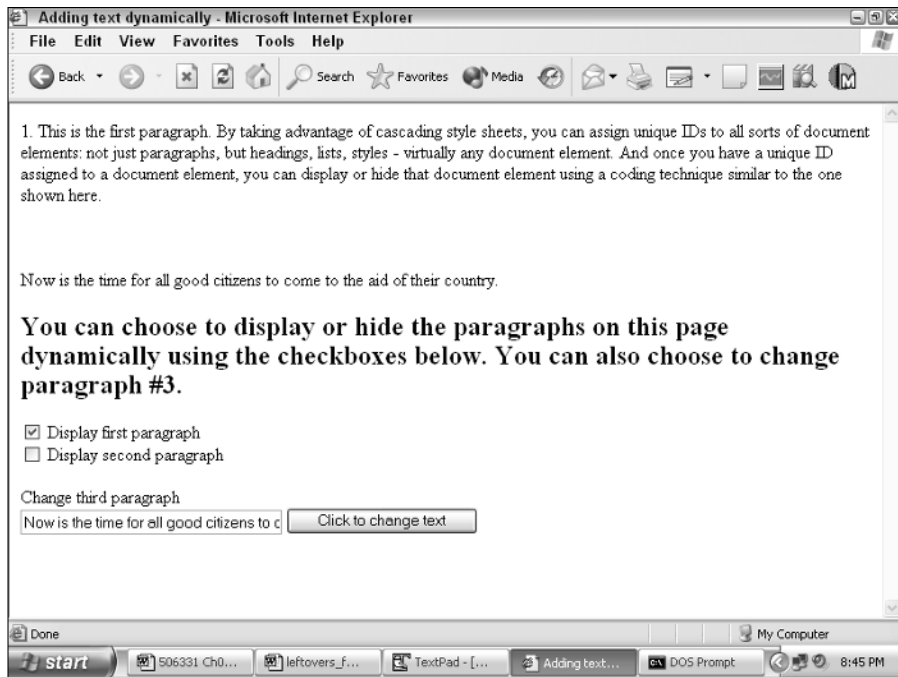 Adding text dynamically - Microsoft Internet Explorer
File Edit View Favorites Tools Help
Back Search Favorites Media
1. This is the first paragraph. By taking advantage of cascading style sheets, you can assign unique IDs to all sorts of document
elements: not just paragraphs, but headings, lists, styles - virtually any document element. And once you have a unique ID
assigned to a document element, you can display or hide that document element using a coding technique similar to the one
shown here.
Now is the time for all good citizens to come to the aid of their country.
You can choose to display or hide the paragraphs on this page
dynamically using the checkboxes below. You can also choose to change
paragraph #3.
Display first paragraph
Display second paragraph
Change third paragraph
Now is the time for all good citizens to c Click to change text
Done My Computer
start 506331 Ch0... leftovers_f... TextPad - [... Adding text... DOS Prompt 8:45 PM